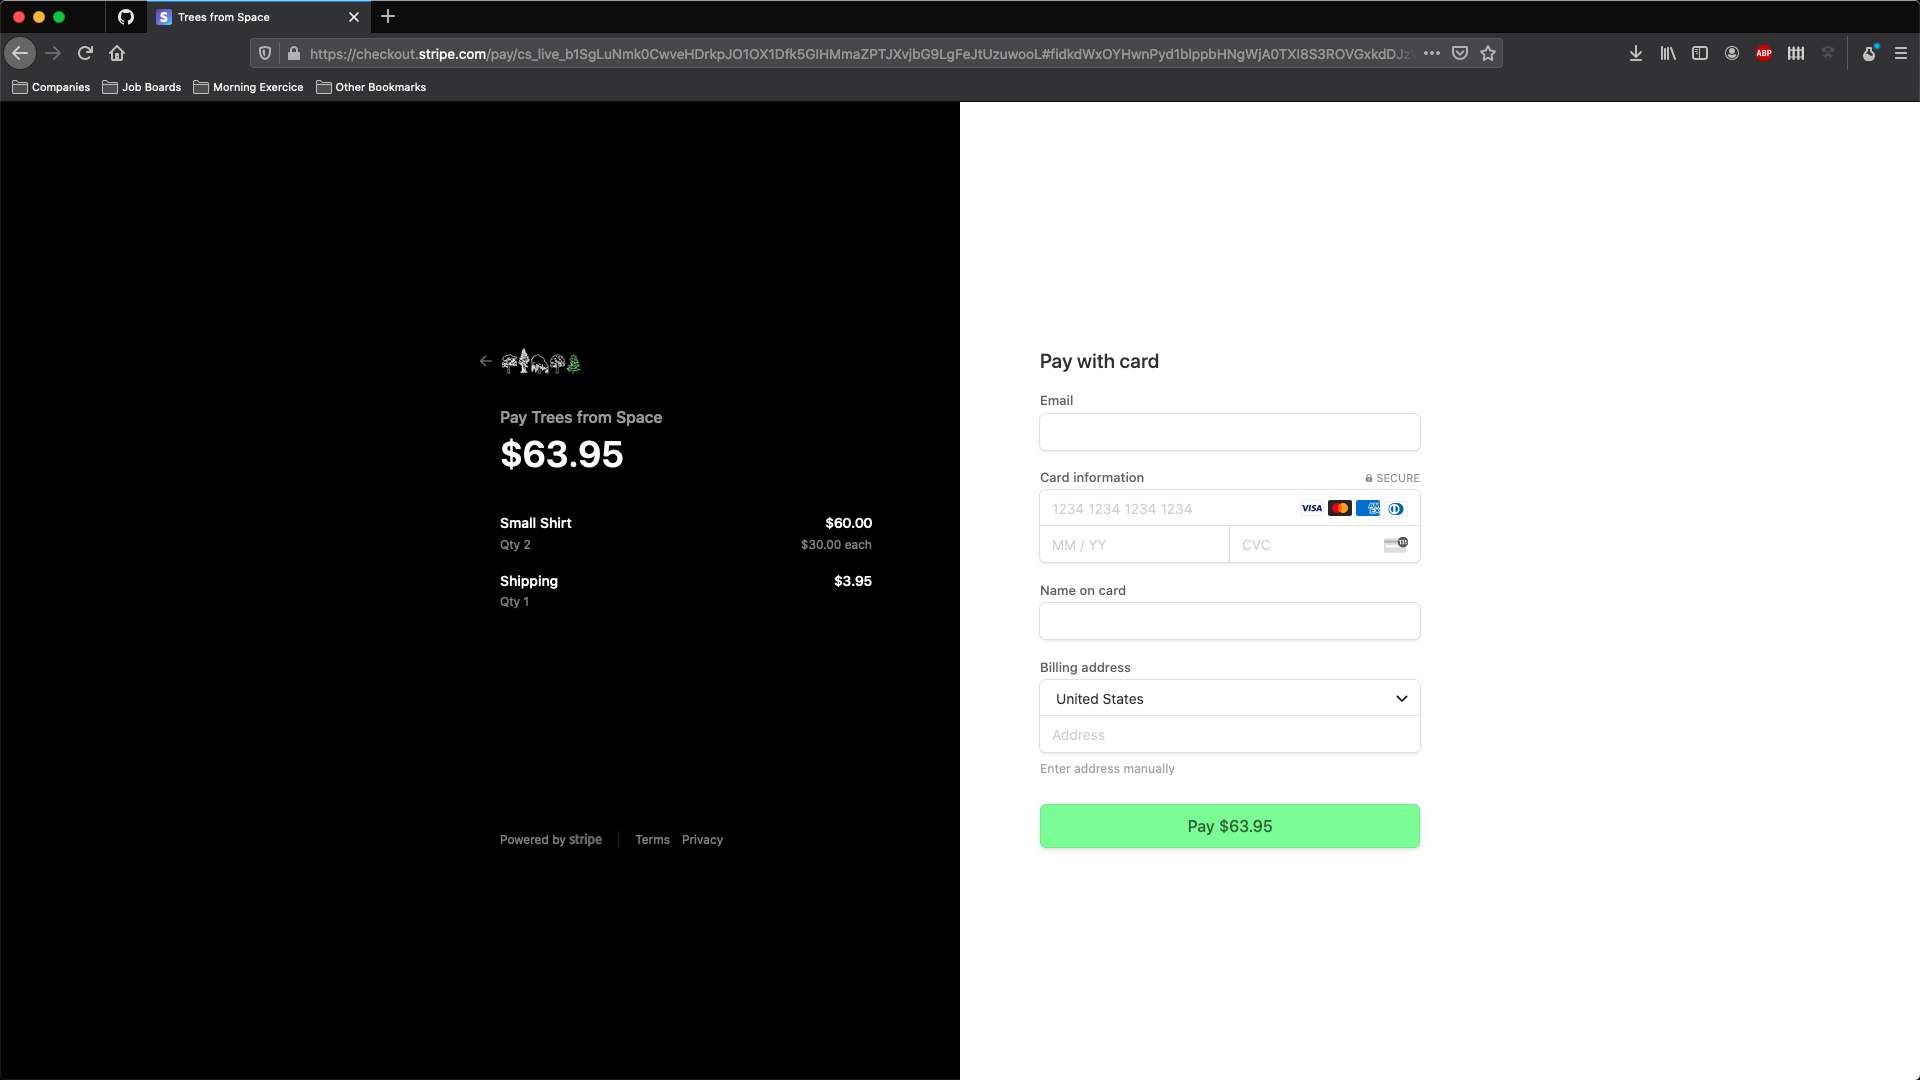 Trees from Space
https://checkout.stripe.com/pay/
Companies Job Boards Morning Exercice Other Bookmarks
ABP
Pay Trees from Space
$63.95
Small Shirt $60.00
Qty 2 $30.00 each
Shipping $3.95
Qty 1
Powered by stripe Terms Privacy
Pay with card
Email
Card information SECURE
1234 1234 1234 1234 VISA
MM / YY CVC 135
Name on card
Billing address
United States
Address
Enter address manually
Pay $63.95